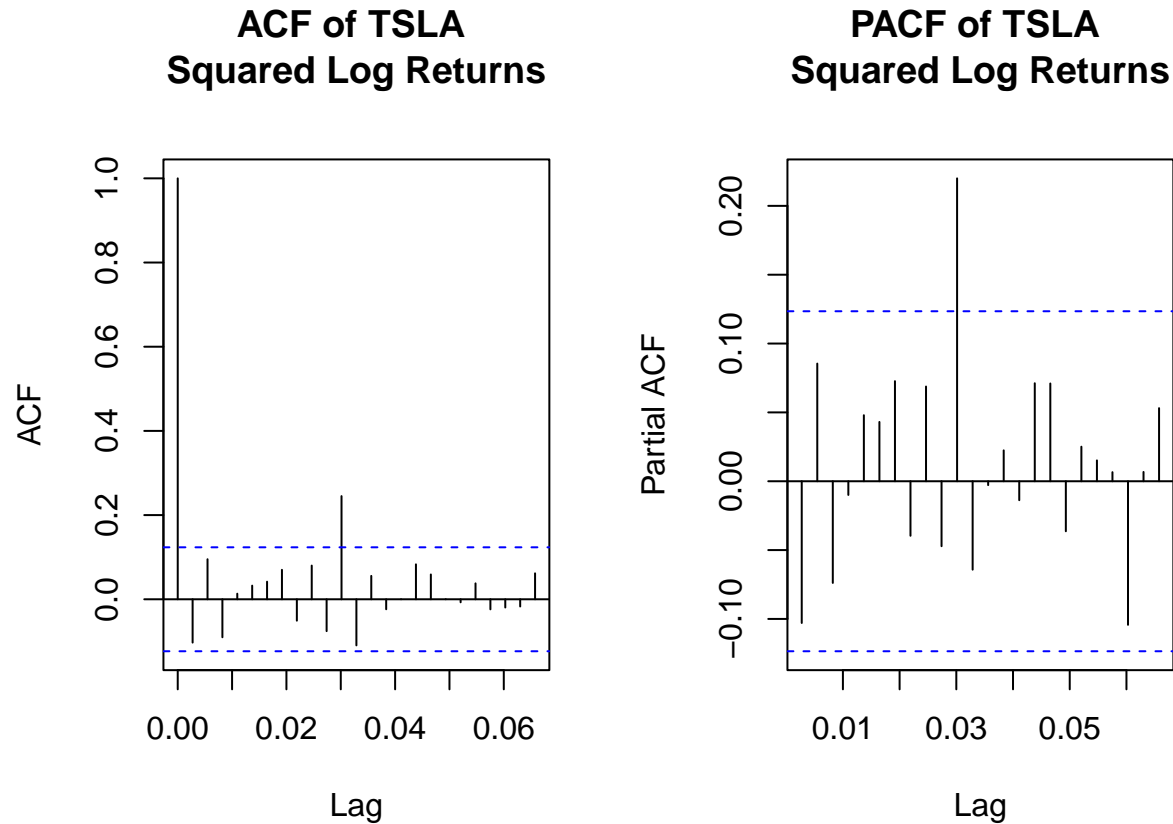 ACF of TSLA
Squared Log Returns
ACF
1.0
0.8
0.6
0.4
0.2
0.0
0.00 0.02 0.04 0.06
Lag
PACF of TSLA
Squared Log Returns
Partial ACF
0.20
0.10
0.00
−0.10
0.01 0.03 0.05
Lag